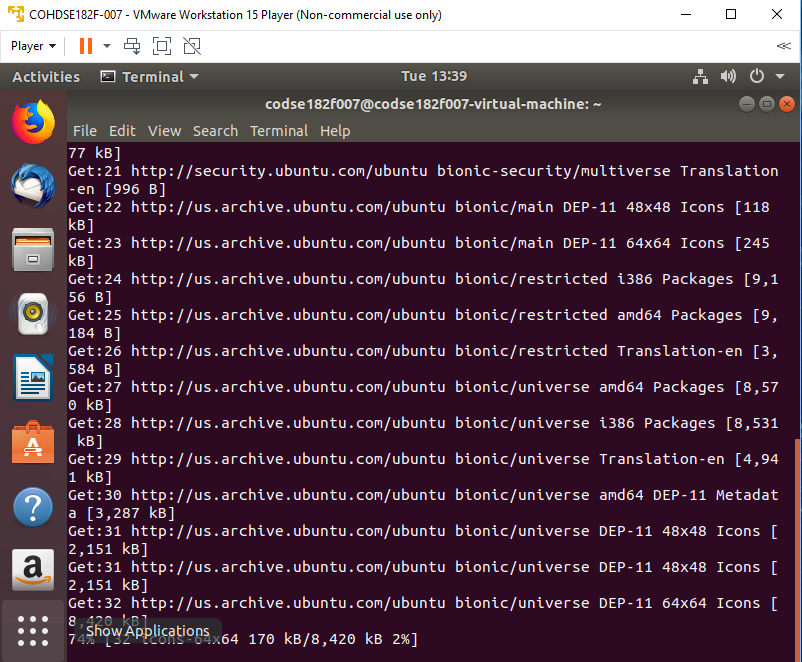 COHDSE182F-007 - VMware Workstation 15 Player (Non-commercial use only)
Player
Activities Terminal Tue 13:39
codse182f007@codse182f007-virtual-machine: ~
File Edit View Search Terminal Help
77 kB]
Get:21 http://security.ubuntu.com/ubuntu bionic-security/multiverse Translation
-en [996 B]
Get:22 http://us.archive.ubuntu.com/ubuntu bionic/main DEP-11 48x48 Icons [118
kB]
Get:23 http://us.archive.ubuntu.com/ubuntu bionic/main DEP-11 64x64 Icons [245
kB]
Get:24 http://us.archive.ubuntu.com/ubuntu bionic/restricted i386 Packages [9,1
56 B]
Get:25 http://us.archive.ubuntu.com/ubuntu bionic/restricted amd64 Packages [9,
184 B]
Get:26 http://us.archive.ubuntu.com/ubuntu bionic/restricted Translation-en [3,
584 B]
Get:27 http://us.archive.ubuntu.com/ubuntu bionic/universe amd64 Packages [8,57
0 kB]
Get:28 http://us.archive.ubuntu.com/ubuntu bionic/universe i386 Packages [8,531
kB]
Get:29 http://us.archive.ubuntu.com/ubuntu bionic/universe Translation-en [4,94
1 kB]
Get:30 http://us.archive.ubuntu.com/ubuntu bionic/universe amd64 DEP-11 Metadat
a [3,287 kB]
Get:31 http://us.archive.ubuntu.com/ubuntu bionic/universe DEP-11 48x48 Icons [
2,151 kB]
Get:31 http://us.archive.ubuntu.com/ubuntu bionic/universe DEP-11 48x48 Icons [
2,151 kB]
Get:32 http://us.archive.ubuntu.com/ubuntu bionic/universe DEP-11 64x64 Icons [
8,420 kB]
Show Applications
74% [32 icons-64x64 170 kB/8,420 kB 2%]